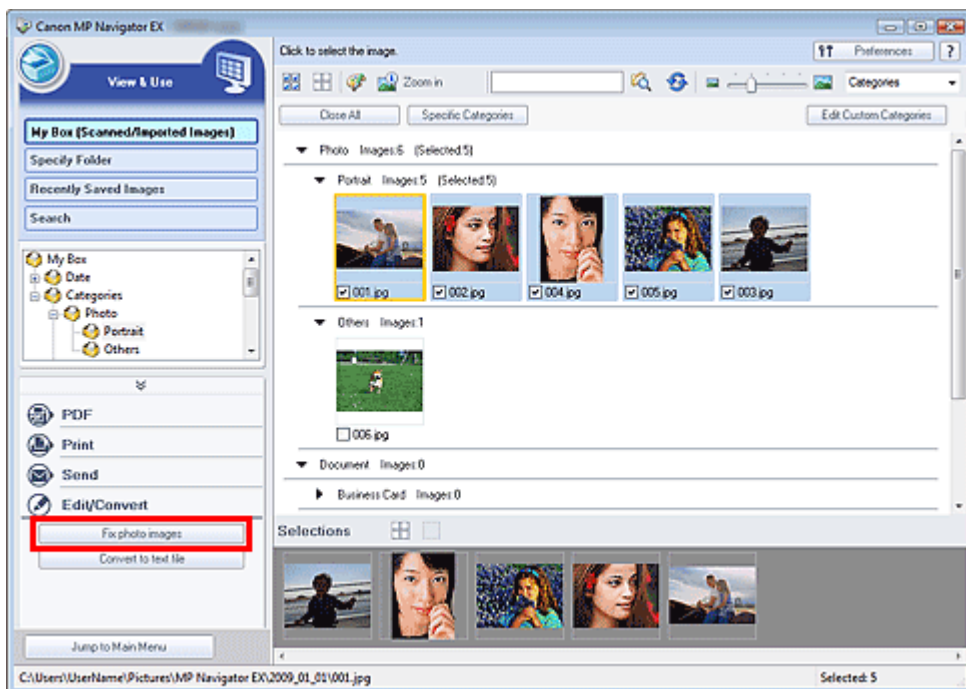 Canon MP Navigator EX
View & Use
My Box (Scanned/Imported Images)
Specify Folder
Recently Saved Images
Search
My Box
Date
Categories
Photo
Portrait
Others
PDF
Print
Send
Edit/Convert
Fix photo images
Convert to text file
Jump to Main Menu
Click to select the image.
Preferences
?
Zoom in
Categories
Close All
Specific Categories
Edit Custom Categories
Photo Images:6 (Selected:5)
Portrait Images:5 (Selected:5)
001.jpg
002.jpg
004.jpg
005.jpg
003.jpg
Others Images:1
006.jpg
Document Images:0
Business Card Images:0
Selections
C:\Users\UserName\Pictures\MP Navigator EX\2009_01_01\001.jpg
Selected: 5